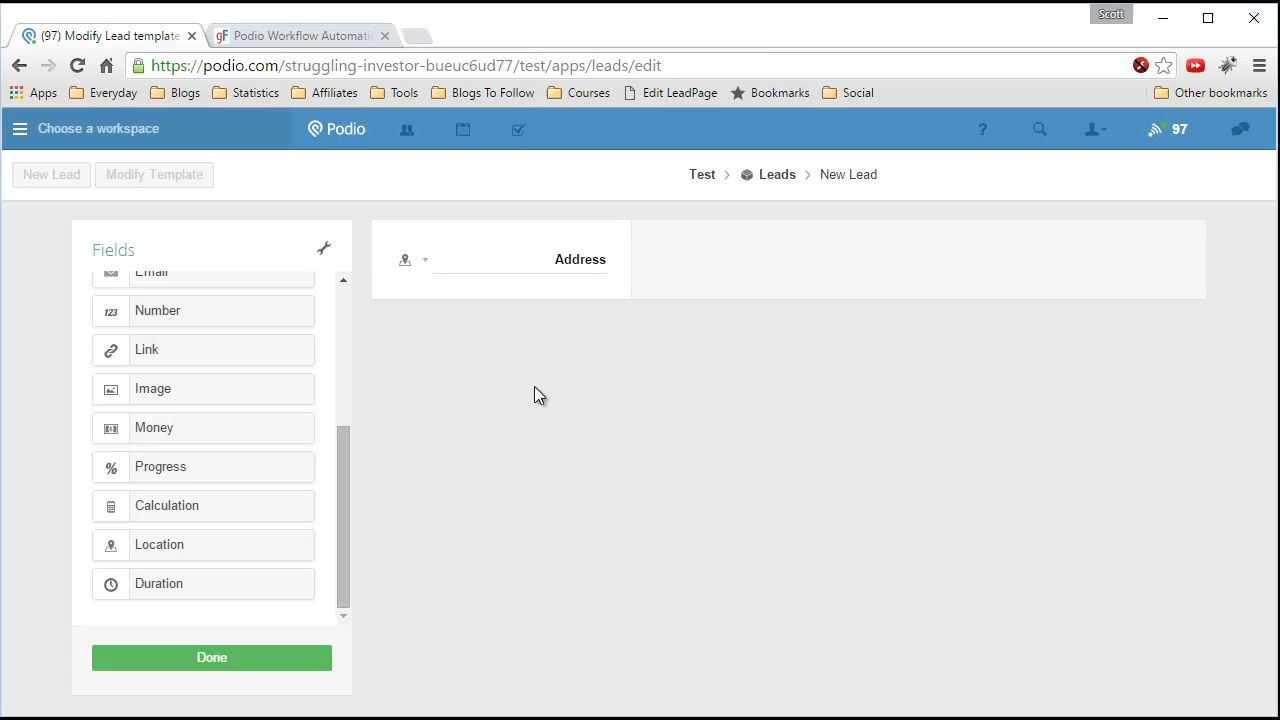 Scott
(97) Modify Lead template
Podio Workflow Automati
https://podio.com/struggling-investor-bueuc6ud77/test/apps/leads/edit
Apps Everyday Blogs Statistics Affiliates Tools Blogs To Follow Courses Edit LeadPage Bookmarks Social Other bookmarks
Choose a workspace Podio ? 97
New Lead Modify Template Test Leads New Lead
Fields
Address
Email
123 Number
Link
Image
Money
% Progress
Calculation
Location
Duration
Done